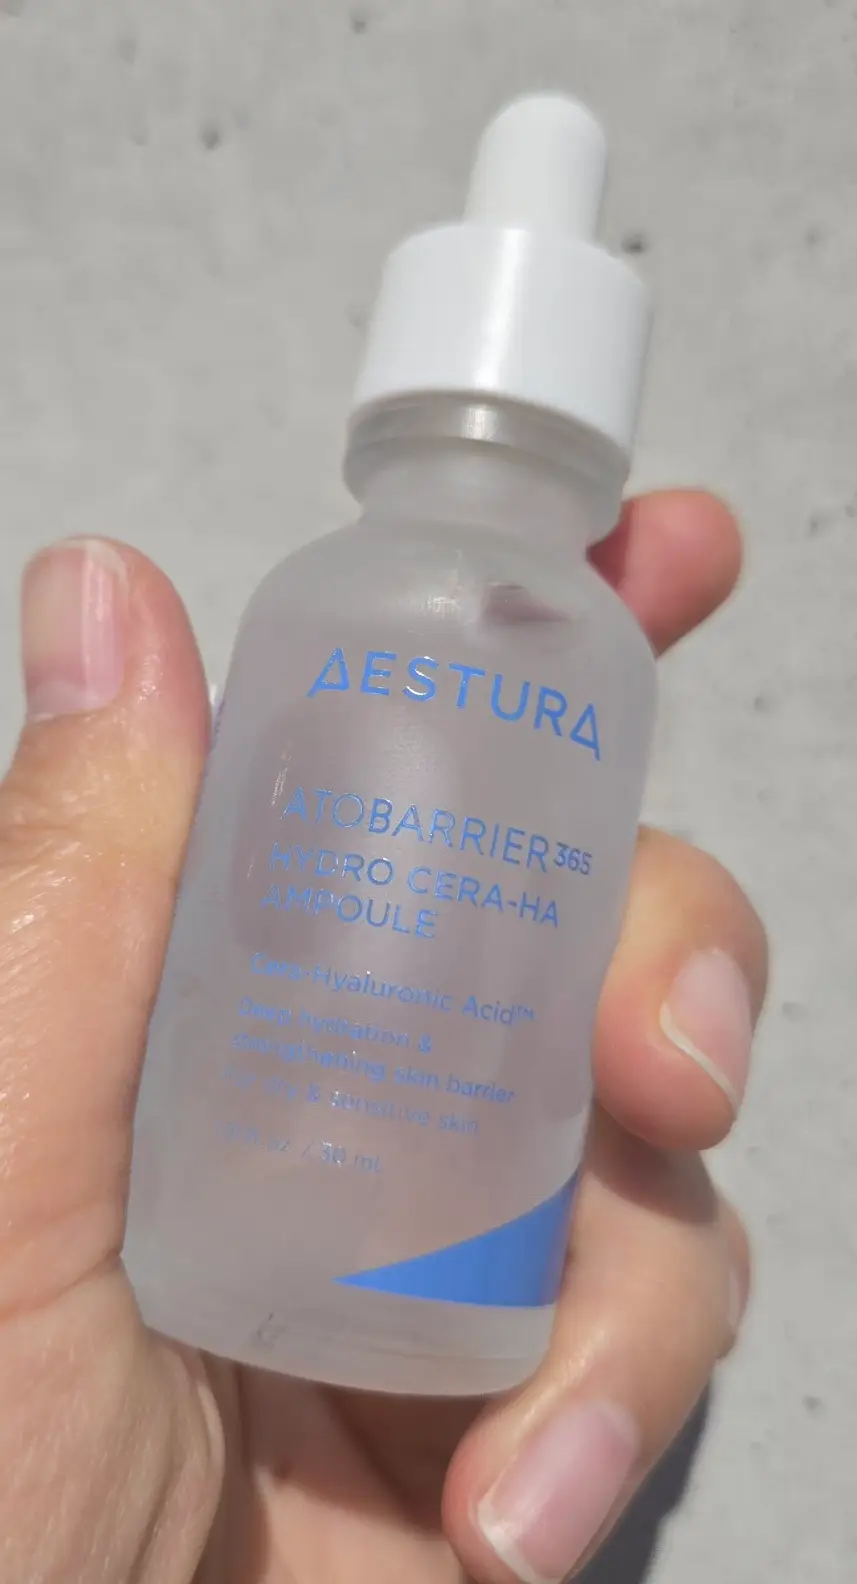 AESTURA
ATOBARRIER365
HYDRO CERA-HA
AMPOULE
Cera-Hyaluronic Acid™
Deep hydration &
strengthening skin barrier
for dry & sensitive skin
/ 30 mL